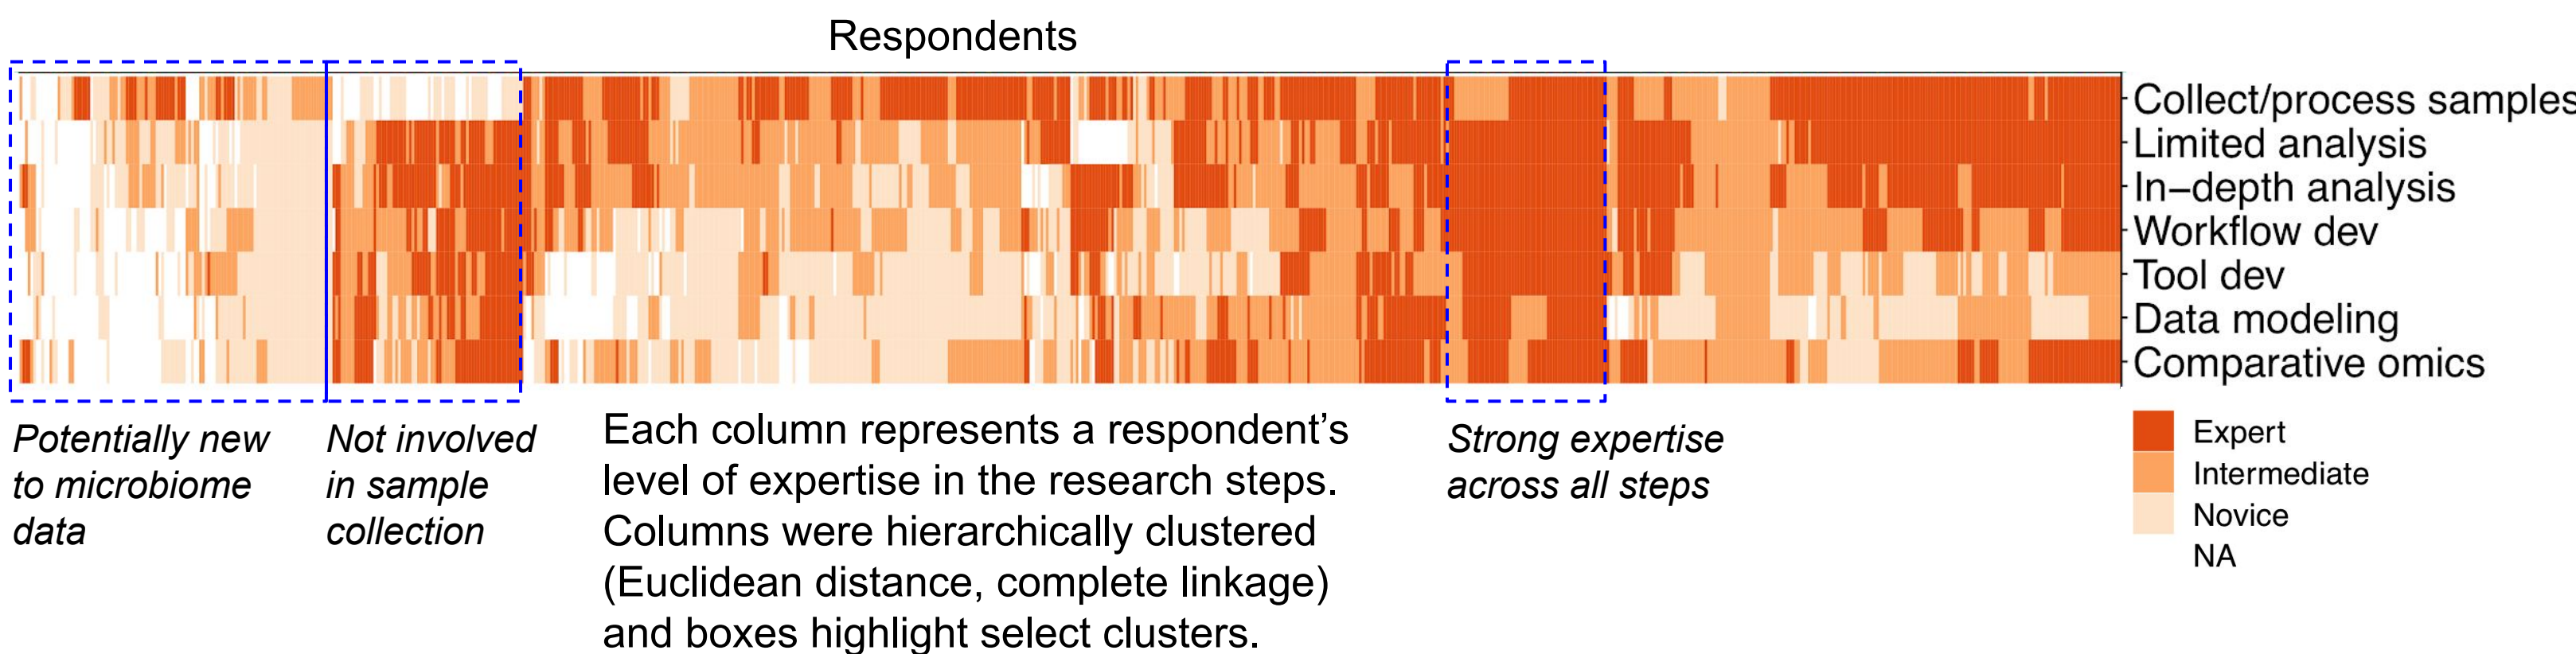 Respondents
Collect/process samples
Limited analysis
In−depth analysis
Workflow dev
Tool dev
Data modeling
Comparative omics
Potentially new
to microbiome
data
Not involved
in sample
collection
Each column represents a respondent’s
level of expertise in the research steps.
Columns were hierarchically clustered
(Euclidean distance, complete linkage)
and boxes highlight select clusters.
Strong expertise
across all steps
Expert
Intermediate
Novice
NA